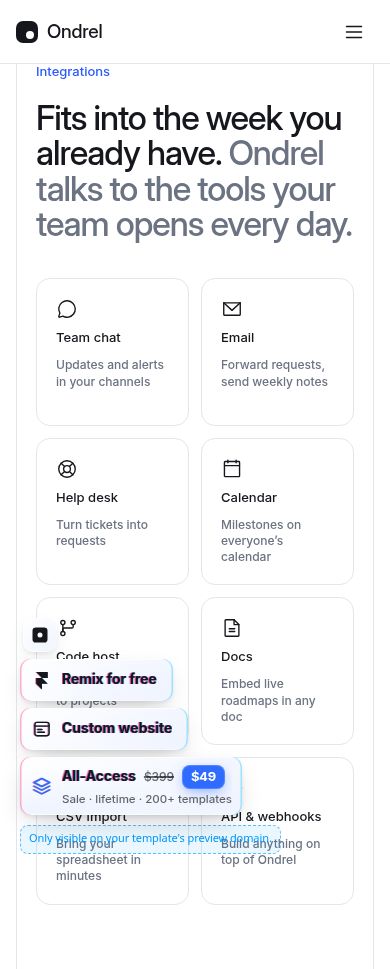 Ondrel
Integrations
Fits into the week you
already have. Ondrel
talks to the tools your
team opens every day.
Team chat
Updates and alerts
in your channels
Email
Forward requests,
send weekly notes
Help desk
Turn tickets into
requests
Calendar
Milestones on
everyone's
calendar
Code host
to projects
Docs
Embed live
roadmaps in any
doc
Remix for free
Custom website
All-Access $399 $49
Sale · lifetime · 200+ templates
Only visible on your template's preview domain.
CSV import
Bring your
spreadsheet in
minutes
API & webhooks
Build anything on
top of Ondrel